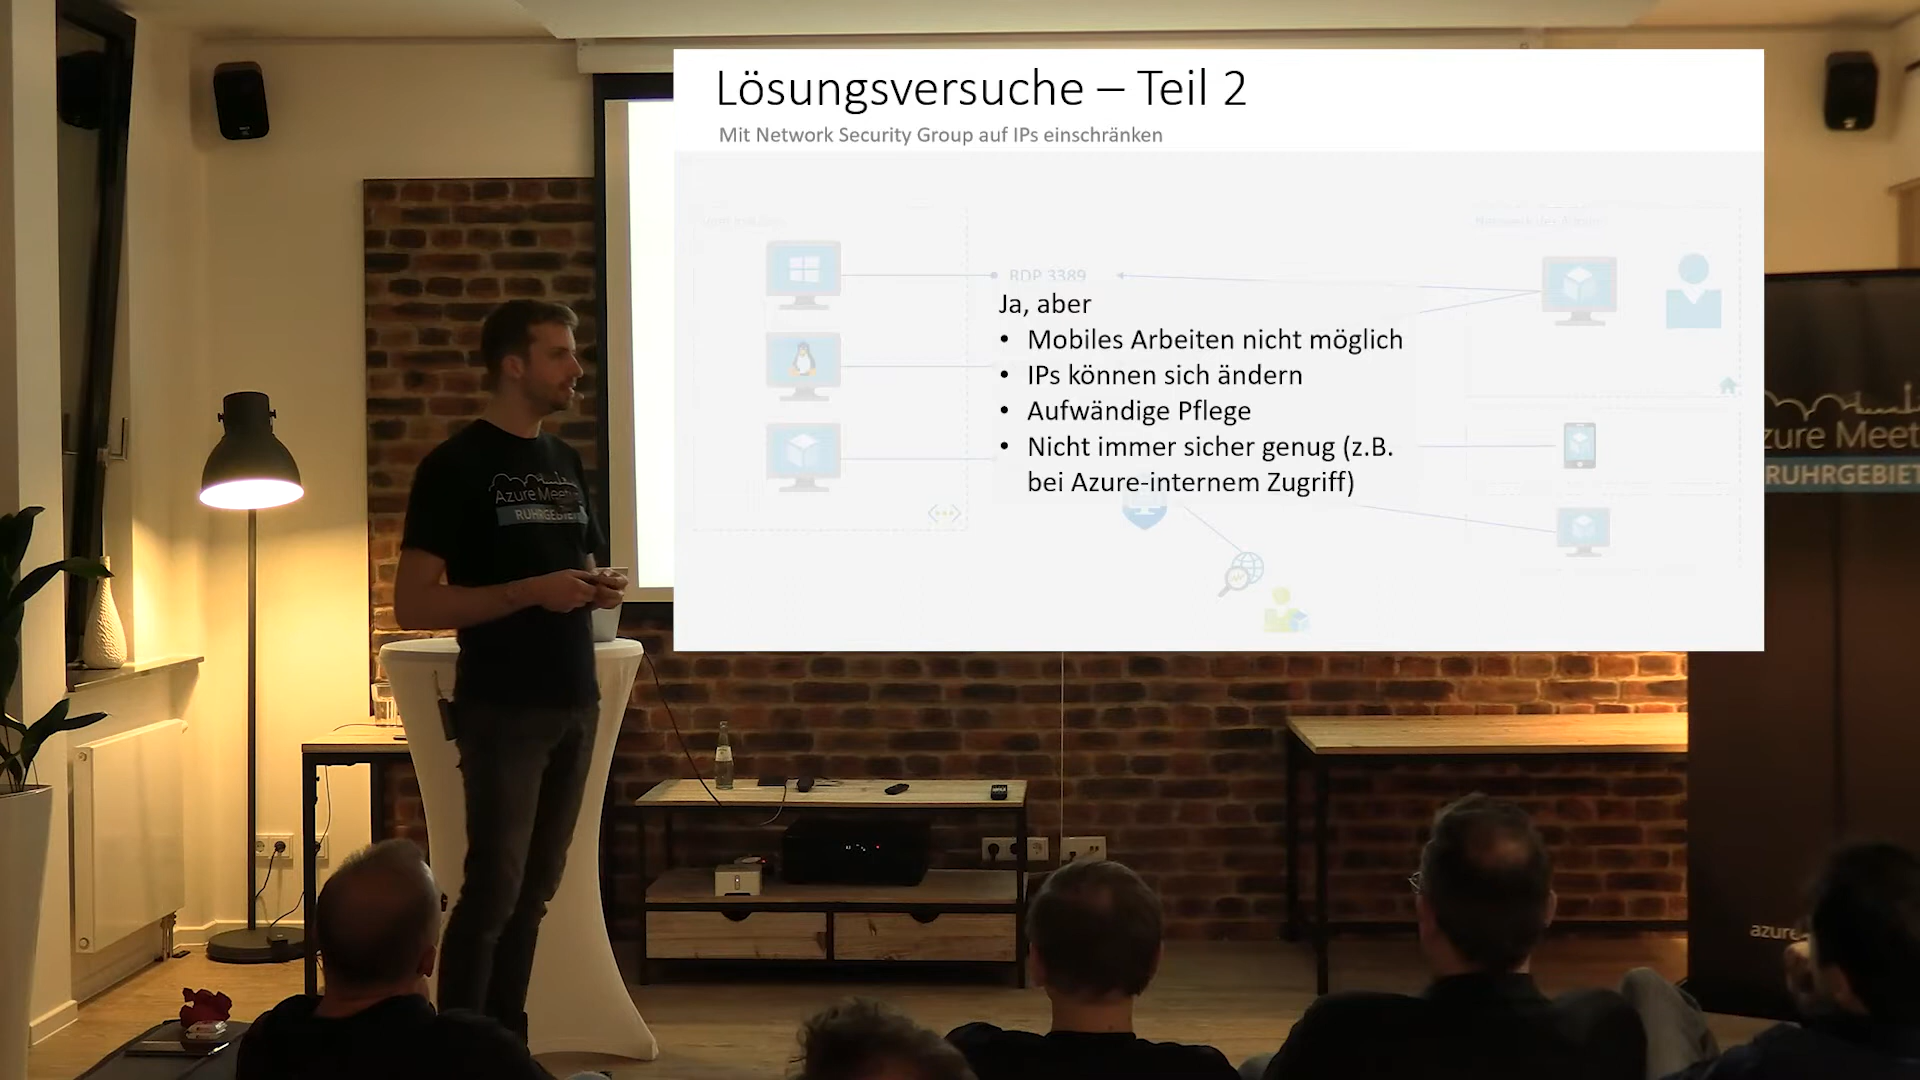 Lösungsversuche – Teil 2
Mit Network Security Group auf IPs einschränken
RDP 3389
Ja, aber
• Mobiles Arbeiten nicht möglich
• IPs können sich ändern
• Aufwändige Pflege
• Nicht immer sicher genug (z.B.
bei Azure-internem Zugriff)
Azure Meet
RUHRGEBIET
zure Meet
RUHRGEBIET
azure